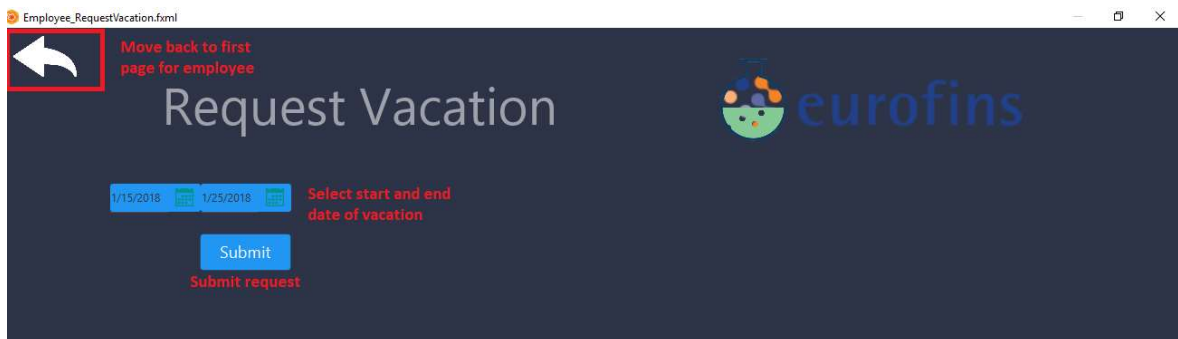 Employee_RequestVacation.fxml
Move back to first
page for employee
Request Vacation
eurofins
1/15/2018 1/25/2018
Select start and end
date of vacation
Submit
Submit request